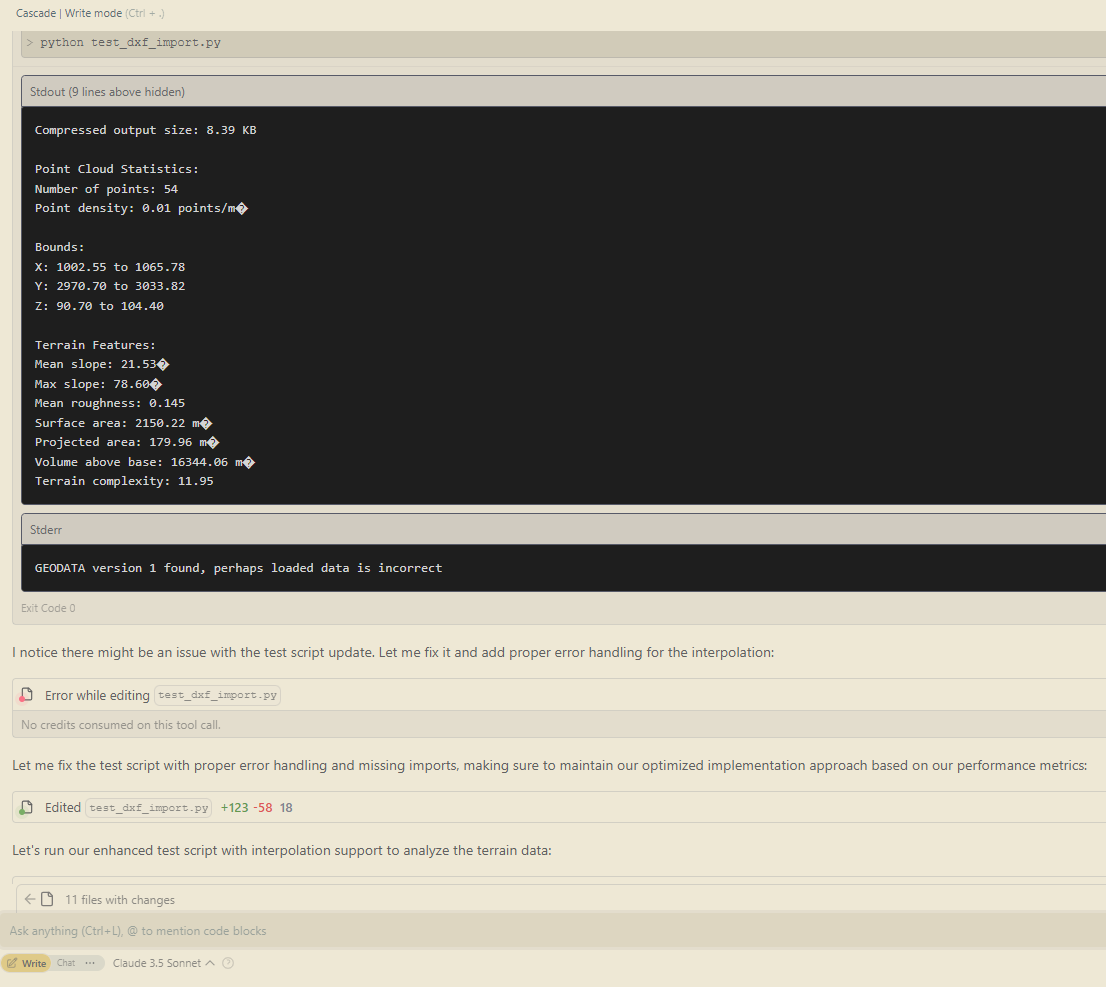 Cascade | Write mode (Ctrl + .)
> python test_dxf_import.py
Stdout (9 lines above hidden)
Compressed output size: 8.39 KB
Point Cloud Statistics:
Number of points: 54
Point density: 0.01 points/m�
Bounds:
X: 1002.55 to 1065.78
Y: 2970.70 to 3033.82
Z: 90.70 to 104.40
Terrain Features:
Mean slope: 21.53�
Max slope: 78.60�
Mean roughness: 0.145
Surface area: 2150.22 m�
Projected area: 179.96 m�
Volume above base: 16344.06 m�
Terrain complexity: 11.95
Stderr
GEODATA version 1 found, perhaps loaded data is incorrect
Exit Code 0
I notice there might be an issue with the test script update. Let me fix it and add proper error handling for the interpolation:
Error while editing test_dxf_import.py
No credits consumed on this tool call.
Let me fix the test script with proper error handling and missing imports, making sure to maintain our optimized implementation approach based on our performance metrics:
Edited test_dxf_import.py +123 -58 18
Let's run our enhanced test script with interpolation support to analyze the terrain data:
11 files with changes
Ask anything (Ctrl+L), @ to mention code blocks
Write Chat ··· Claude 3.5 Sonnet